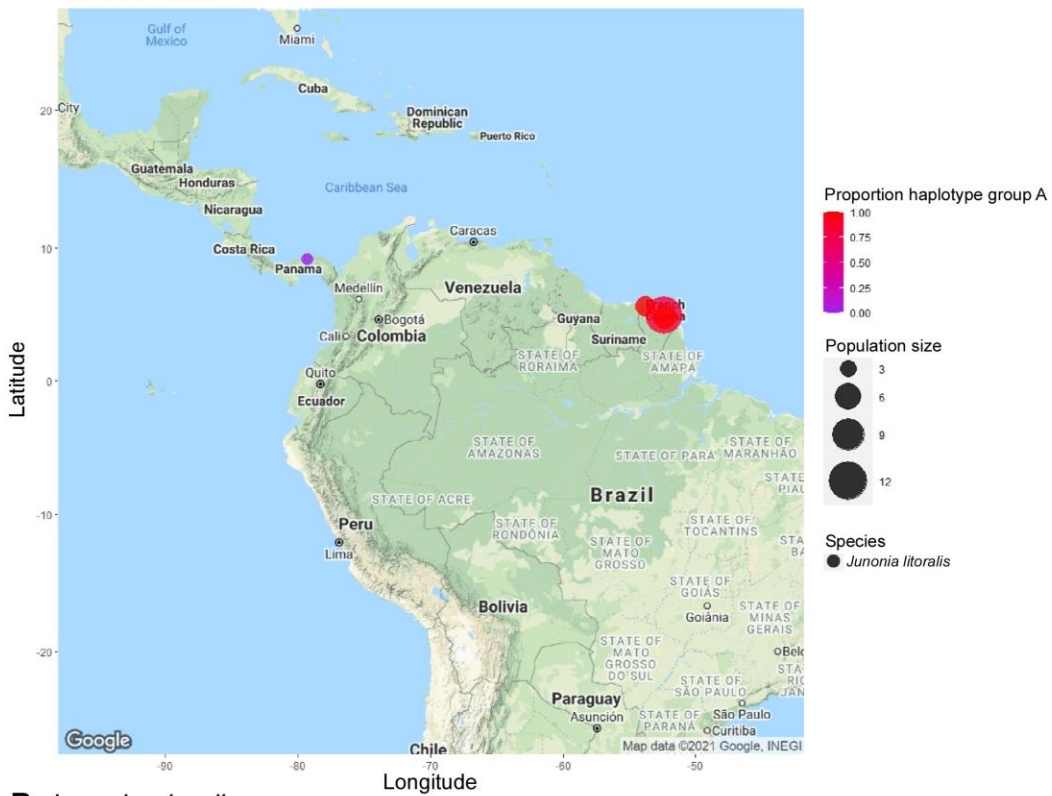 Gulf of
Mexico
Miami
Cuba
20
City
Dominican
Republic
Puerto Rico
Guatemala
Honduras
Caribbean Sea
Nicaragua
Costa Rica
Caracas
10
Panama
Medellín
Venezuela
Guyana
Bogotá
Cali
Colombia
Suriname
STATE OF
RORAIMA
STATE OF
AMAPÁ
0
Quito
Ecuador
STATE OF
AMAZONAS
STATE OF PARÁ
STATE OF
MARANHÃO
STATE OF ACRE
Brazil
-10
Peru
Lima
STATE OF
RONDÔNIA
STATE OF
TOCANTINS
STATE OF
MATO
GROSSO
STATE OF
GOIÁS
Goiânia
Bolivia
STATE OF
MINAS
GERAIS
-20
STATE OF
MATO
GROSSO
DO SUL
STATE OF
SÃO PAULO
São Paulo
Paraguay
Asunción
STATE OF
PARANÁ
Curitiba
Chile
Google
Map data ©2021 Google, INEGI
-90
-80
-70
-60
-50
Longitude
Latitude
Proportion haplotype group A
1.00
0.75
0.50
0.25
0.00
Population size
3
6
9
12
Species
Junonia litoralis